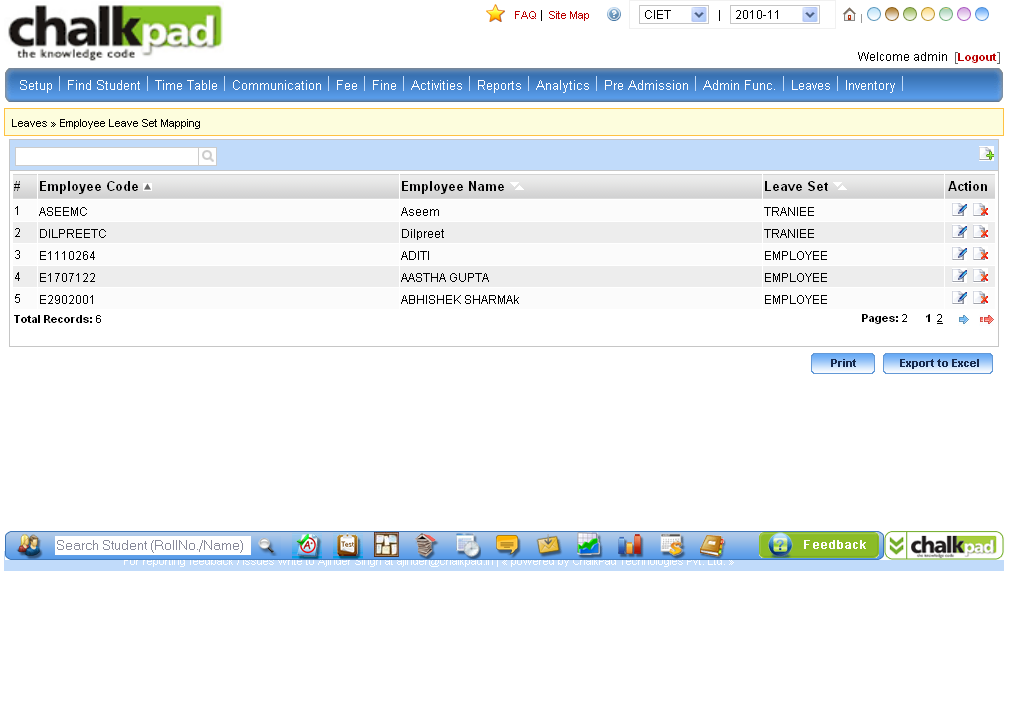 chalkpad
the knowledge code
FAQ | Site Map CIET | 2010-11 |
Welcome admin [Logout]
Setup Find Student Time Table Communication Fee Fine Activities Reports Analytics Pre Admission Admin Func. Leaves Inventory
Leaves » Employee Leave Set Mapping
# Employee Code Employee Name Leave Set Action
1 ASEEMC Aseem TRANIEE
2 DILPREETC Dilpreet TRANIEE
3 E1110264 ADITI EMPLOYEE
4 E1707122 AASTHA GUPTA EMPLOYEE
5 E2902001 ABHISHEK SHARMAk EMPLOYEE
Total Records: 6 Pages: 2 1 2
Print Export to Excel
Search Student (RollNo./Name) A+ Test Feedback chalkpad
the knowledge code
For reporting feedback / Issues Write to Ajinder Singh at ajinder@chalkpad.in | « powered by ChalkPad Technologies Pvt. Ltd. »